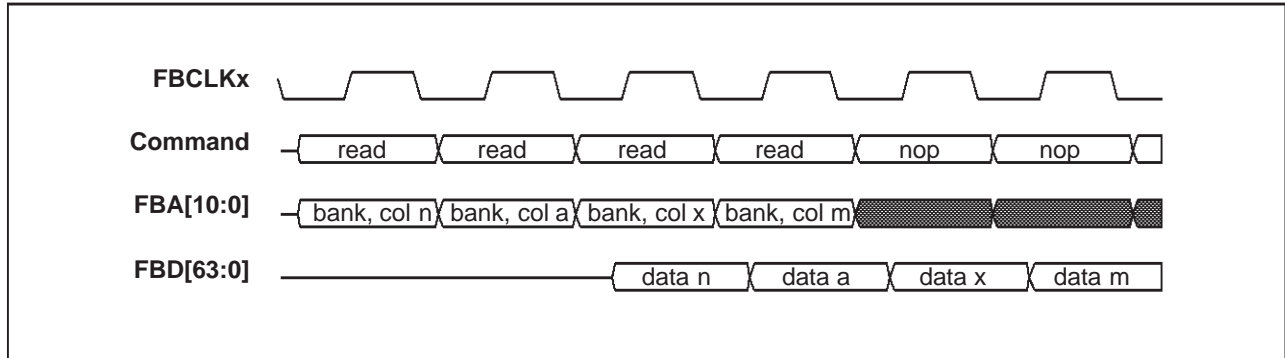 FBCLKx
Command read read read read nop nop
FBA[10:0] bank, col n bank, col a bank, col x bank, col m
FBD[63:0] data n data a data x data m